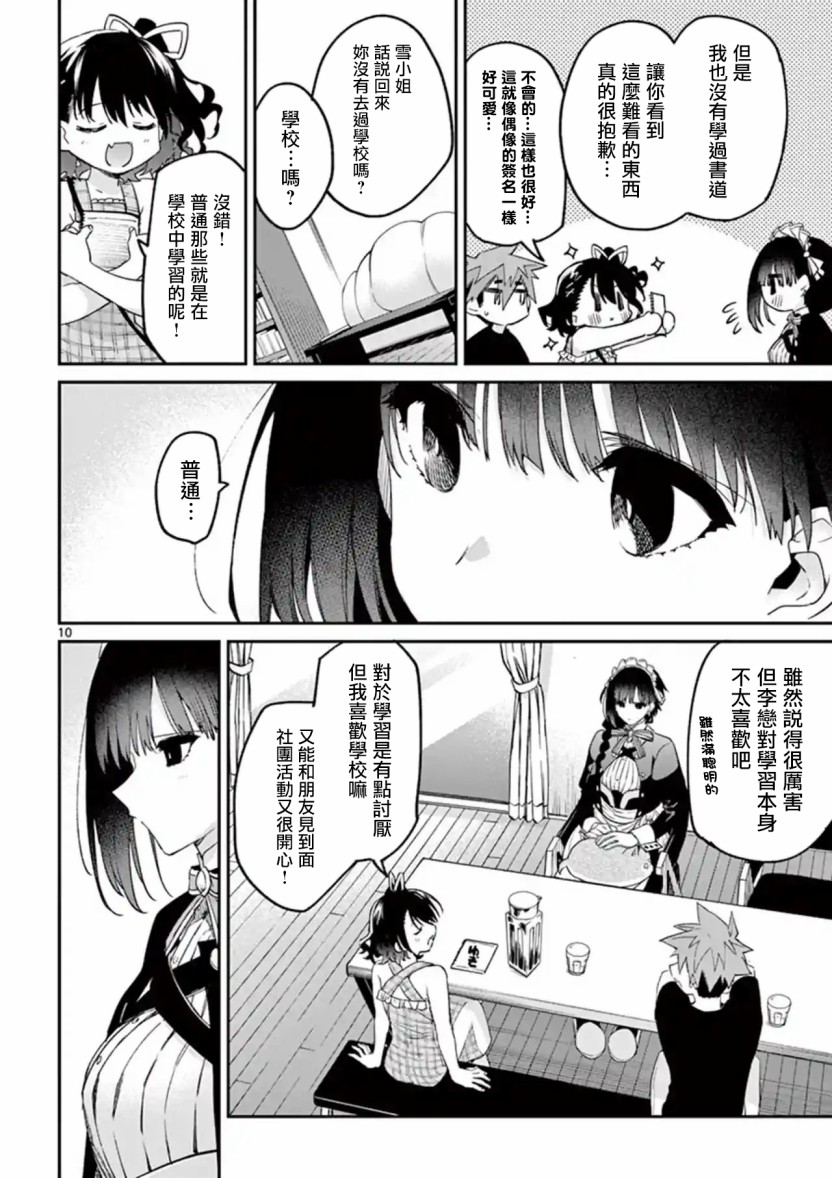 但是
我也沒有學過書道
讓你看到
這麼難看的東西
真的很抱歉…
不會的…這樣也很好…
這就像偶像的簽名一樣
好可愛…
雪小姐
話說回來
妳沒有去過學校嗎？
學校…嗎？
沒錯！
普通那些就是在
學校中學習的呢！
普通…
10
雖然說得很厲害
但李戀對學習本身
不太喜歡吧
雖然滿聰明的
對於學習是有點討厭
但我喜歡學校嘛
又能和朋友見到面
社團活動又很開心！
ゆき